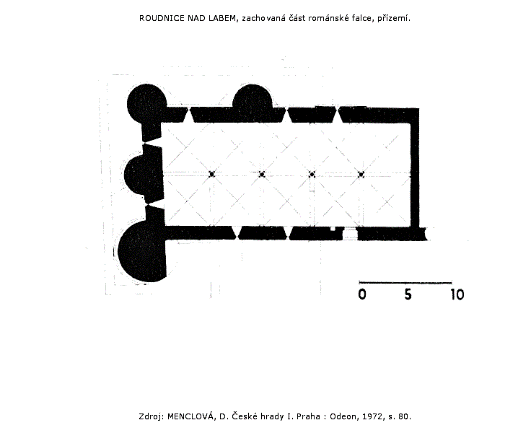 ROUDNICE NAD LABEM, zachovaná část románské falce, přízemí.
0 5 10
Zdroj: MENCLOVÁ, D. České hrady I. Praha : Odeon, 1972, s. 80.